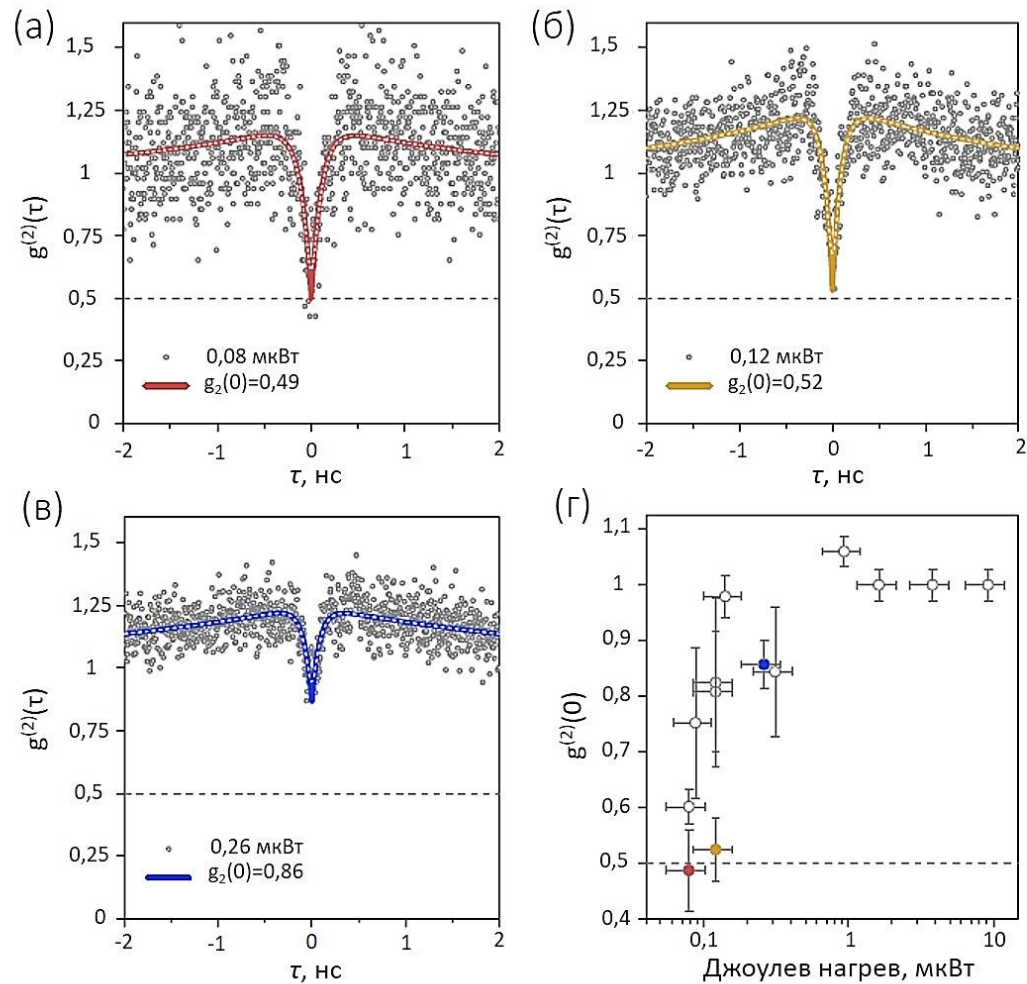 (а)
1,5
1,25
1
0,75
0,5
0,25
0
g⁽²⁾(τ)
0,08 мкВт
g₂(0)=0,49
-2 -1 0 1 2
τ, нс
(б)
1,5
1,25
1
0,75
0,5
0,25
0
g⁽²⁾(τ)
0,12 мкВт
g₂(0)=0,52
-2 -1 0 1 2
τ, нс
(в)
1,5
1,25
1
0,75
0,5
0,25
0
g⁽²⁾(τ)
0,26 мкВт
g₂(0)=0,86
-2 -1 0 1 2
τ, нс
(г)
1,1
1
0,9
0,8
0,7
0,6
0,5
0,4
g⁽²⁾(0)
0,1 1 10
Джоулев нагрев, мкВт